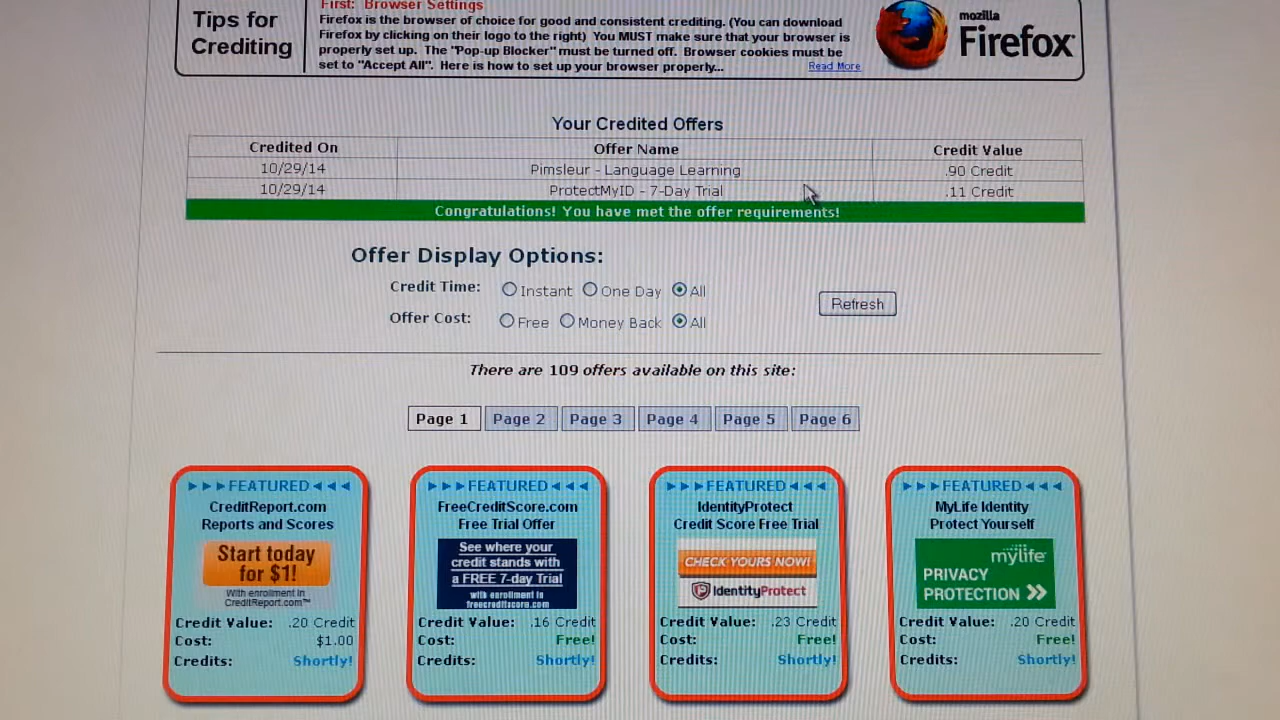 Tips for
Crediting
First: Browser Settings
Firefox is the browser of choice for good and consistent crediting. (You can download
Firefox by clicking on their logo to the right) You MUST make sure that your browser is
properly set up. The "Pop-up Blocker" must be turned off. Browser cookies must be
set to "Accept All". Here is how to set up your browser properly... Read More
mozilla
Firefox
Your Credited Offers
Credited On Offer Name Credit Value
10/29/14 Pimsleur - Language Learning .90 Credit
10/29/14 ProtectMyID - 7-Day Trial .11 Credit
Congratulations! You have met the offer requirements!
Offer Display Options:
Credit Time: Instant One Day All
Refresh
Offer Cost: Free Money Back All
There are 109 offers available on this site:
Page 1 Page 2 Page 3 Page 4 Page 5 Page 6
►►►FEATURED◄◄◄
CreditReport.com
Reports and Scores
Start today
for $1!
With enrollment in
CreditReport.com™
Credit Value: .20 Credit
Cost: $1.00
Credits: Shortly!
►►►FEATURED◄◄◄
FreeCreditScore.com
Free Trial Offer
See where your
credit stands with
a FREE 7-day Trial
with enrollment in
freecreditscore.com
Credit Value: .16 Credit
Cost: Free!
Credits: Shortly!
►►►FEATURED◄◄◄
IdentityProtect
Credit Score Free Trial
CHECK YOURS NOW!
IdentityProtect
Credit Value: .23 Credit
Cost: Free!
Credits: Shortly!
►►►FEATURED◄◄◄
MyLife Identity
Protect Yourself
mylife
PRIVACY
PROTECTION
Credit Value: .20 Credit
Cost: Free!
Credits: Shortly!